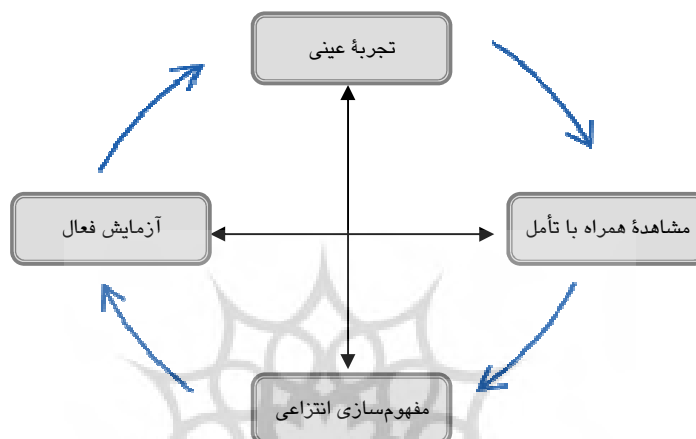 تجربهٔ عینی
مشاهدهٔ همراه با تأمل
آزمایش فعال
مفهوم‌سازی انتزاعی